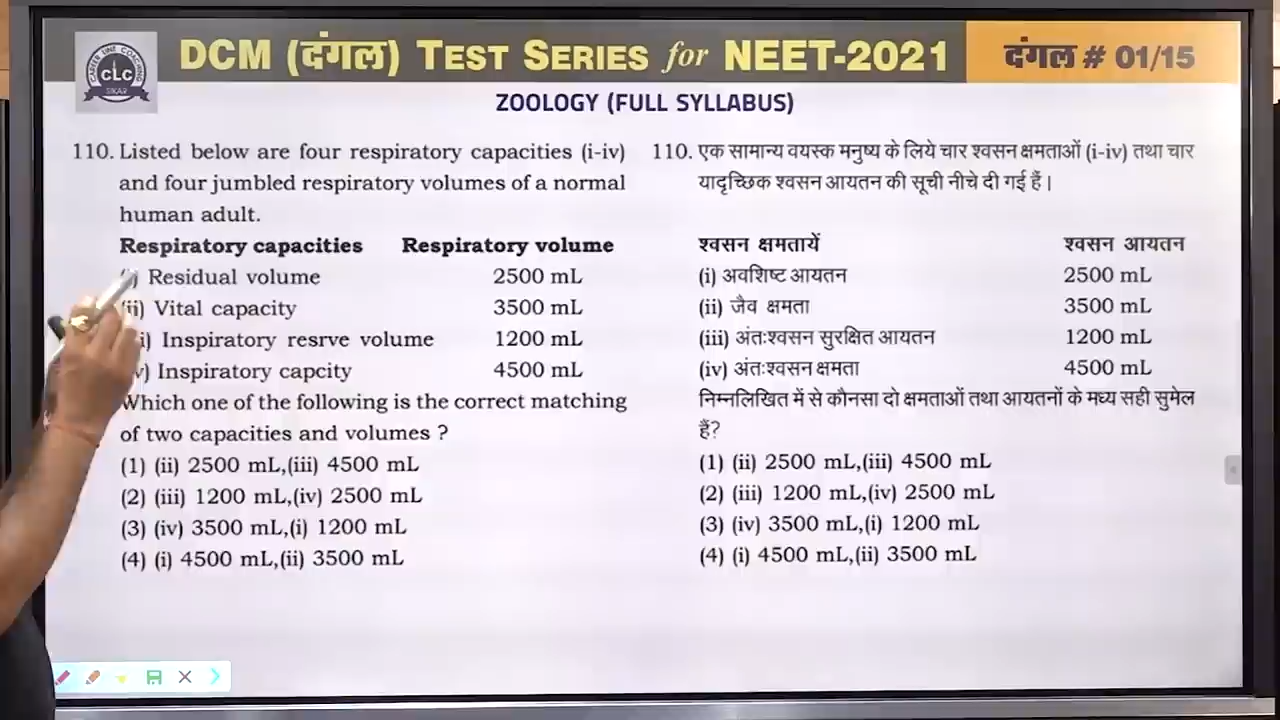 DCM (दंगल) TEST SERIES for NEET-2021
दंगल # 01/15
CLC
SIKAR
ZOOLOGY (FULL SYLLABUS)
110. Listed below are four respiratory capacities (i-iv)
and four jumbled respiratory volumes of a normal
human adult.
Respiratory capacities Respiratory volume
Residual volume 2500 mL
(ii) Vital capacity 3500 mL
Inspiratory resrve volume 1200 mL
Inspiratory capcity 4500 mL
Which one of the following is the correct matching
of two capacities and volumes ?
(1) (ii) 2500 mL,(iii) 4500 mL
(2) (iii) 1200 mL,(iv) 2500 mL
(3) (iv) 3500 mL,(i) 1200 mL
(4) (i) 4500 mL,(ii) 3500 mL
110. एक सामान्य वयस्क मनुष्य के लिये चार श्वसन क्षमताओं (i-iv) तथा चार
यादृच्छिक श्वसन आयतन की सूची नीचे दी गई हैं।
श्वसन क्षमतायें श्वसन आयतन
(i) अवशिष्ट आयतन 2500 mL
(ii) जैव क्षमता 3500 mL
(iii) अंतःश्वसन सुरक्षित आयतन 1200 mL
(iv) अंतःश्वसन क्षमता 4500 mL
निम्नलिखित में से कौनसा दो क्षमताओं तथा आयतनों के मध्य सही सुमेल
हैं?
(1) (ii) 2500 mL,(iii) 4500 mL
(2) (iii) 1200 mL,(iv) 2500 mL
(3) (iv) 3500 mL,(i) 1200 mL
(4) (i) 4500 mL,(ii) 3500 mL